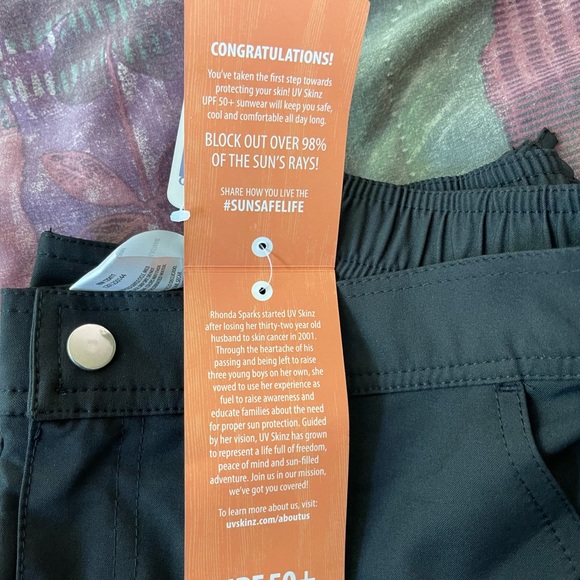 CONGRATULATIONS!
You've taken the first step towards
protecting your skin! UV Skinz
UPF 50+ sunwear will keep you safe,
cool and comfortable all day long.
BLOCK OUT OVER 98%
OF THE SUN'S RAYS!
SHARE HOW YOU LIVE THE
#SUNSAFELIFE
Rhonda Sparks started UV Skinz
after losing her thirty-two year old
husband to skin cancer in 2001.
Through the heartache of his
passing and being left to raise
three young boys on her own, she
vowed to use her experience as
fuel to raise awareness and
educate families about the need
for proper sun protection. Guided
by her vision, UV Skinz has grown
to represent a life full of freedom,
peace of mind and sun-filled
adventure. Join us in our mission,
we've got you covered!
To learn more about us, visit:
uvskinz.com/aboutus
UPF 50+